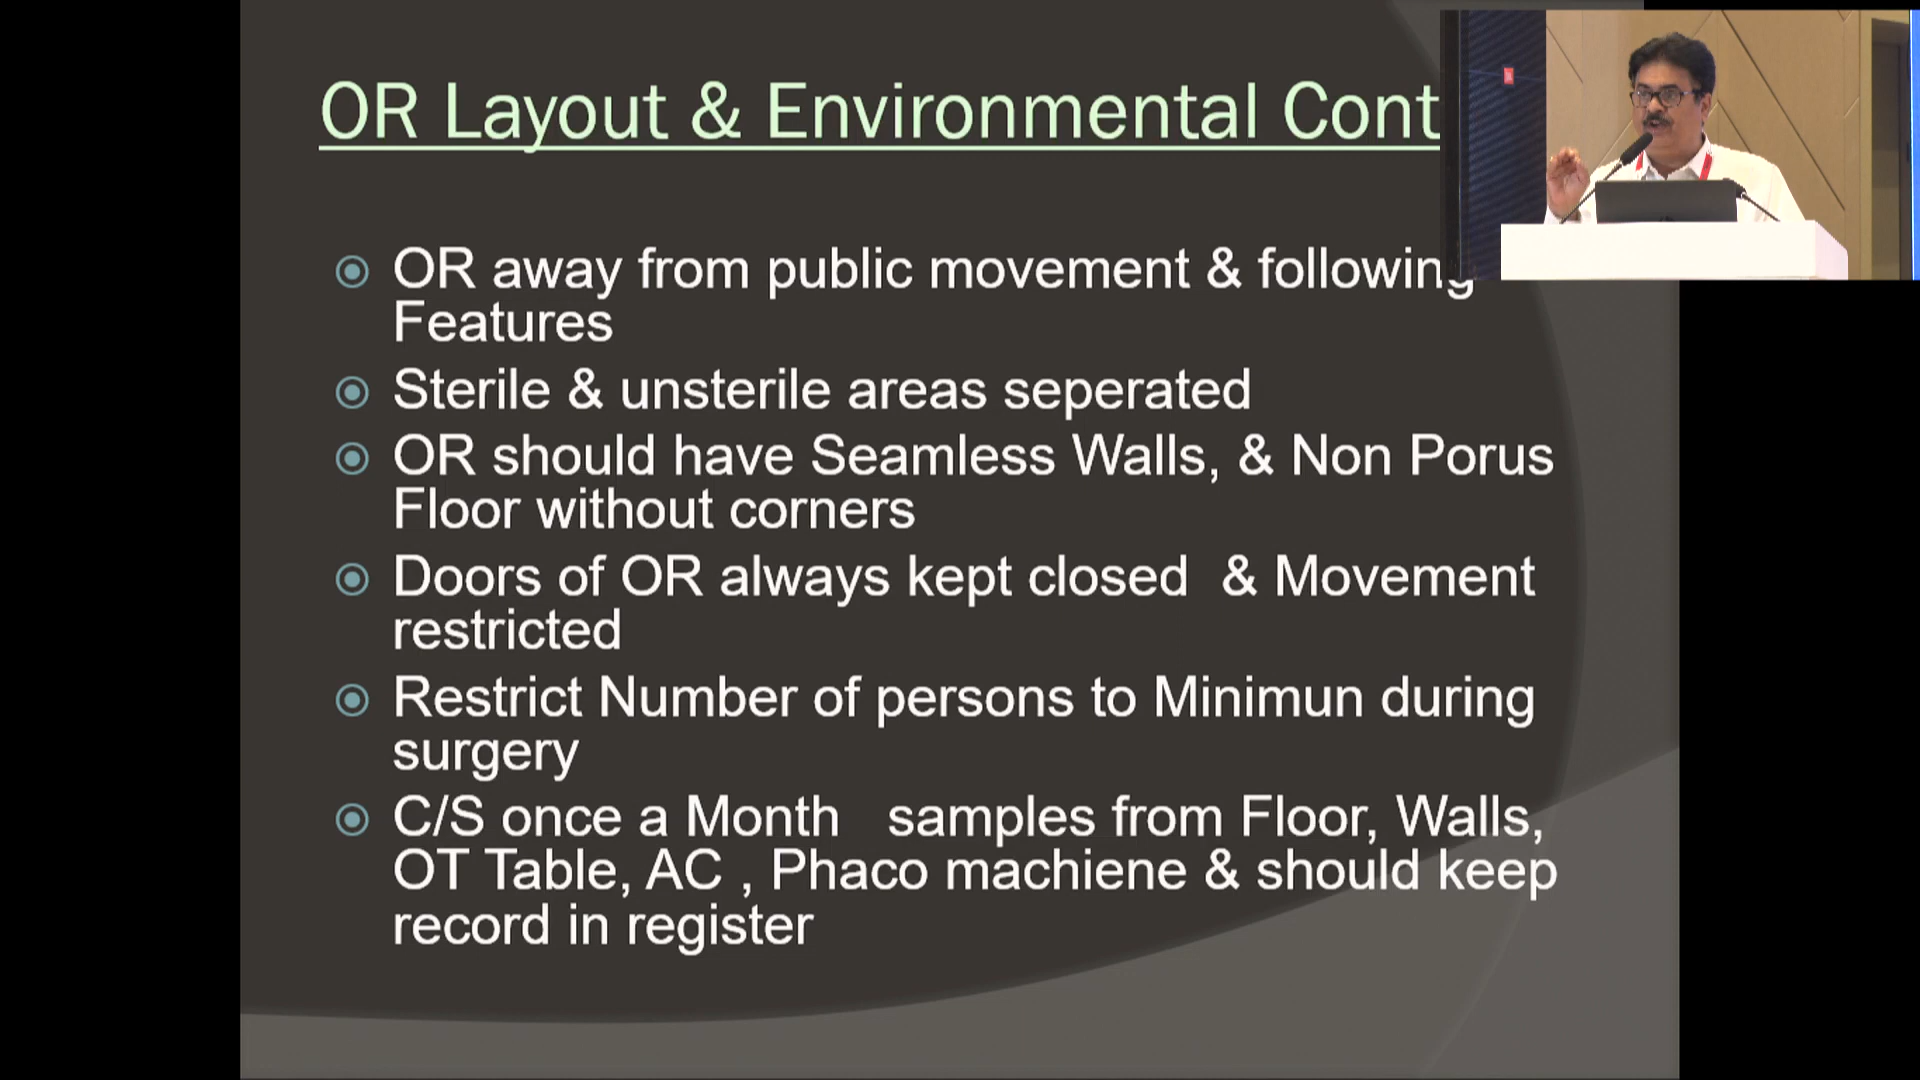 OR Layout & Environmental Cont
OR away from public movement & following
Features
Sterile & unsterile areas seperated
OR should have Seamless Walls, & Non Porus
Floor without corners
Doors of OR always kept closed & Movement
restricted
Restrict Number of persons to Minimun during
surgery
C/S once a Month samples from Floor, Walls,
OT Table, AC , Phaco machiene & should keep
record in register